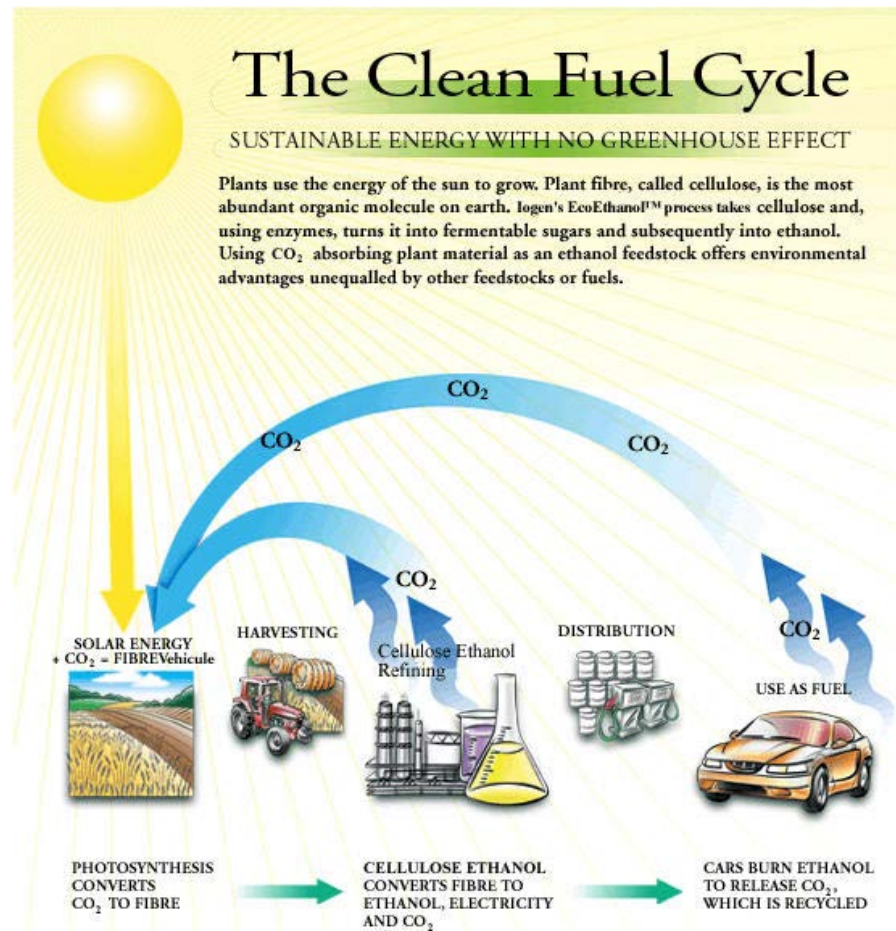 The Clean Fuel Cycle
SUSTAINABLE ENERGY WITH NO GREENHOUSE EFFECT
Plants use the energy of the sun to grow. Plant fibre, called cellulose, is the most
abundant organic molecule on earth. Iogen's EcoEthanol™ process takes cellulose and,
using enzymes, turns it into fermentable sugars and subsequently into ethanol.
Using CO₂ absorbing plant material as an ethanol feedstock offers environmental
advantages unequalled by other feedstocks or fuels.
CO₂
CO₂
CO₂
CO₂
CO₂
SOLAR ENERGY
+ CO₂ = FIBREVehicule
HARVESTING
Cellulose Ethanol
Refining
DISTRIBUTION
USE AS FUEL
PHOTOSYNTHESIS
CONVERTS
CO₂ TO FIBRE
CELLULOSE ETHANOL
CONVERTS FIBRE TO
ETHANOL, ELECTRICITY
AND CO₂
CARS BURN ETHANOL
TO RELEASE CO₂,
WHICH IS RECYCLED